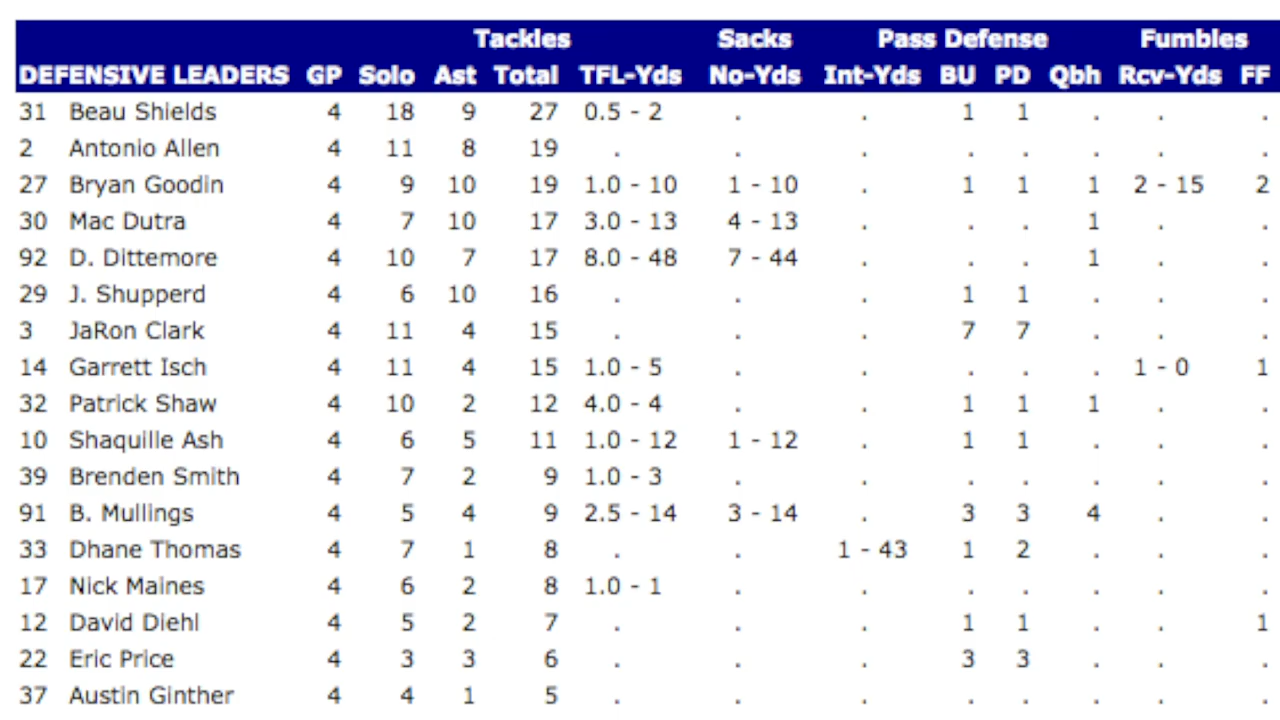 Tackles Sacks Pass Defense Fumbles
DEFENSIVE LEADERS GP Solo Ast Total TFL-Yds No-Yds Int-Yds BU PD Qbh Rcv-Yds FF
31 Beau Shields 4 18 9 27 0.5 - 2 . . 1 1 . . .
2 Antonio Allen 4 11 8 19 . . . . . . . .
27 Bryan Goodin 4 9 10 19 1.0 - 10 1 - 10 . 1 1 1 2 - 15 2
30 Mac Dutra 4 7 10 17 3.0 - 13 4 - 13 . . . 1 . .
92 D. Dittemore 4 10 7 17 8.0 - 48 7 - 44 . . . 1 . .
29 J. Shupperd 4 6 10 16 . . . 1 1 . . .
3 JaRon Clark 4 11 4 15 . . . 7 7 . . .
14 Garrett Isch 4 11 4 15 1.0 - 5 . . . . . 1 - 0 1
32 Patrick Shaw 4 10 2 12 4.0 - 4 . . 1 1 1 . .
10 Shaquille Ash 4 6 5 11 1.0 - 12 1 - 12 . 1 1 . . .
39 Brenden Smith 4 7 2 9 1.0 - 3 . . . . . . .
91 B. Mullings 4 5 4 9 2.5 - 14 3 - 14 . 3 3 4 . .
33 Dhane Thomas 4 7 1 8 . . 1 - 43 1 2 . . .
17 Nick Maines 4 6 2 8 1.0 - 1 . . . . . . .
12 David Diehl 4 5 2 7 . . . 1 1 . . 1
22 Eric Price 4 3 3 6 . . . 3 3 . . .
37 Austin Ginther 4 4 1 5 . . . . . . . .